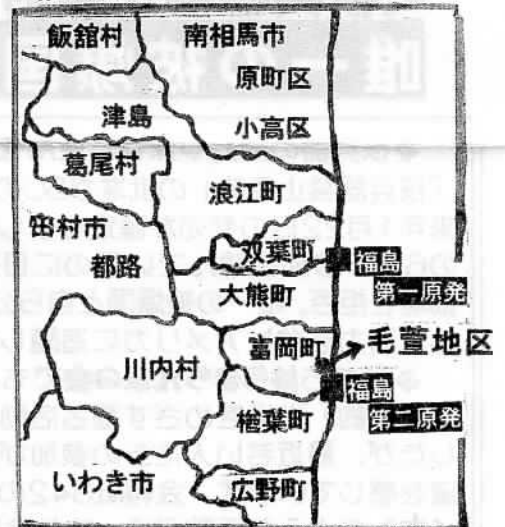 飯舘村
南相馬市
原町区
津島
小高区
葛尾村
浪江町
田村市
都路
双葉町
福島
第一原発
大熊町
富岡町
毛萱地区
川内村
福島
第二原発
楢葉町
いわき市
広野町